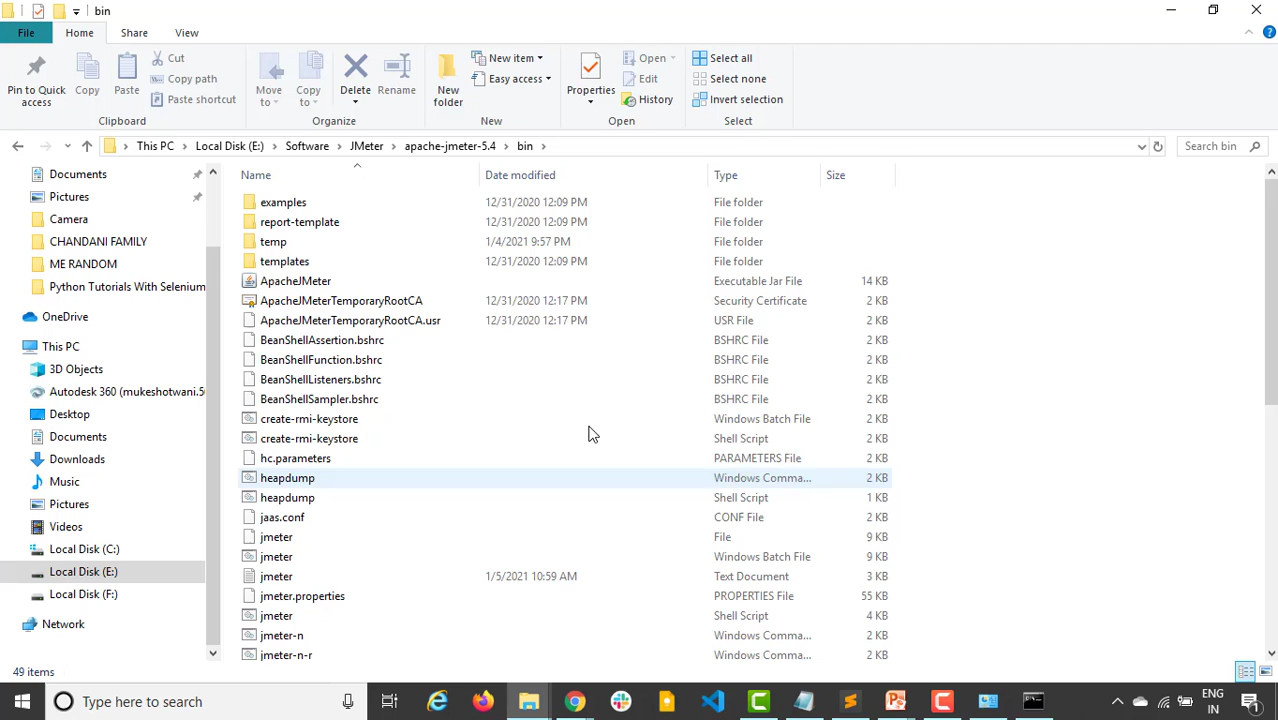 bin
File Home Share View
Pin to Quick access
Copy
Paste
Cut
Copy path
Paste shortcut
Clipboard
Move to
Copy to
Delete
Rename
Organize
New folder
New item
Easy access
New
Properties
Open
Edit
History
Open
Select all
Select none
Invert selection
Select
This PC Local Disk (E:) Software JMeter apache-jmeter-5.4 bin
Search bin
Documents
Pictures
Camera
CHANDANI FAMILY
ME RANDOM
Python Tutorials With Selenium
OneDrive
This PC
3D Objects
Autodesk 360 (mukeshotwani.5
Desktop
Documents
Downloads
Music
Pictures
Videos
Local Disk (C:)
Local Disk (E:)
Local Disk (F:)
Network
Name Date modified Type Size
examples 12/31/2020 12:09 PM File folder
report-template 12/31/2020 12:09 PM File folder
temp 1/4/2021 9:57 PM File folder
templates 12/31/2020 12:09 PM File folder
ApacheJMeter Executable Jar File 14 KB
ApacheJMeterTemporaryRootCA 12/31/2020 12:17 PM Security Certificate 2 KB
ApacheJMeterTemporaryRootCA.usr 12/31/2020 12:17 PM USR File 2 KB
BeanShellAssertion.bshrc BSHRC File 2 KB
BeanShellFunction.bshrc BSHRC File 2 KB
BeanShellListeners.bshrc BSHRC File 2 KB
BeanShellSampler.bshrc BSHRC File 2 KB
create-rmi-keystore Windows Batch File 2 KB
create-rmi-keystore Shell Script 2 KB
hc.parameters PARAMETERS File 2 KB
heapdump Windows Comma... 2 KB
heapdump Shell Script 1 KB
jaas.conf CONF File 2 KB
jmeter File 9 KB
jmeter Windows Batch File 9 KB
jmeter 1/5/2021 10:59 AM Text Document 3 KB
jmeter.properties PROPERTIES File 55 KB
jmeter Shell Script 4 KB
jmeter-n Windows Comma... 2 KB
jmeter-n-r Windows Comma... 2 KB
49 items
Type here to search
ENG
IN
1